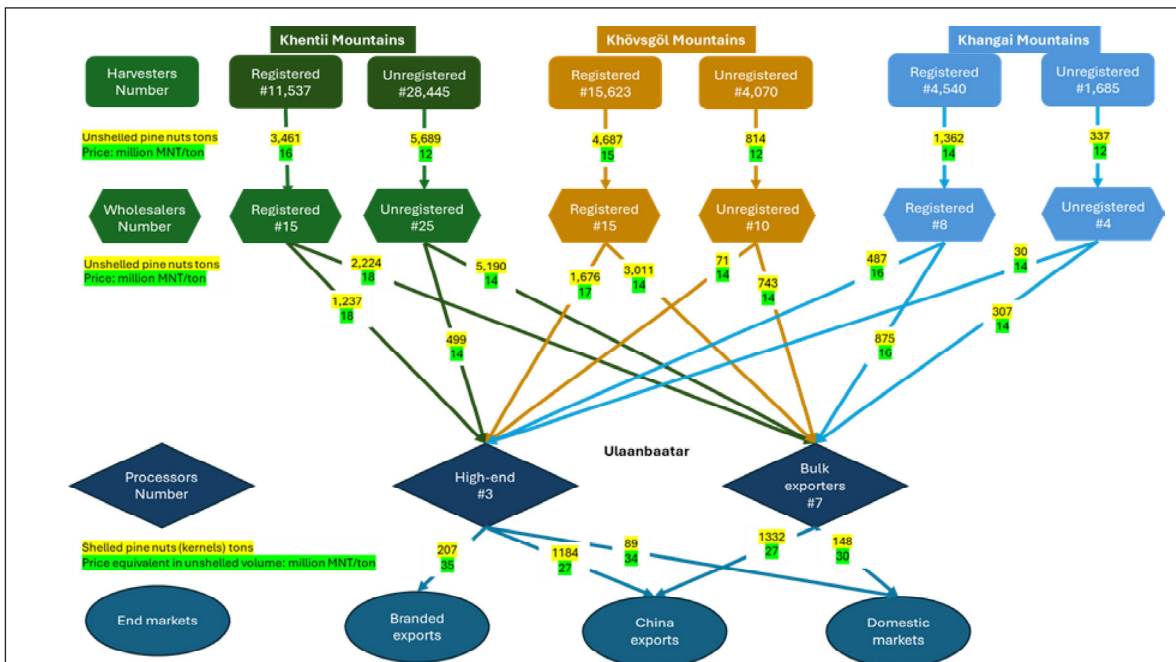 Khentii Mountains
Khövsgöl Mountains
Khangai Mountains
Harvesters
Number
Registered
#11,537
Unregistered
#28,445
Registered
#15,623
Unregistered
#4,070
Registered
#4,540
Unregistered
#1,685
Unshelled pine nuts tons
Price: million MNT/ton
3,461
16
5,689
12
4,687
15
814
12
1,362
14
337
12
Wholesalers
Number
Registered
#15
Unregistered
#25
Registered
#15
Unregistered
#10
Registered
#8
Unregistered
#4
Unshelled pine nuts tons
Price: million MNT/ton
2,224
18
5,190
14
1,676
17
3,011
14
71
14
743
14
487
16
30
14
1,237
18
499
14
875
16
307
14
Ulaanbaatar
Processors
Number
High-end
#3
Bulk
exporters
#7
Shelled pine nuts (kernels) tons
Price equivalent in unshelled volume: million MNT/ton
207
35
1184
27
89
34
1332
27
148
30
End markets
Branded
exports
China
exports
Domestic
markets